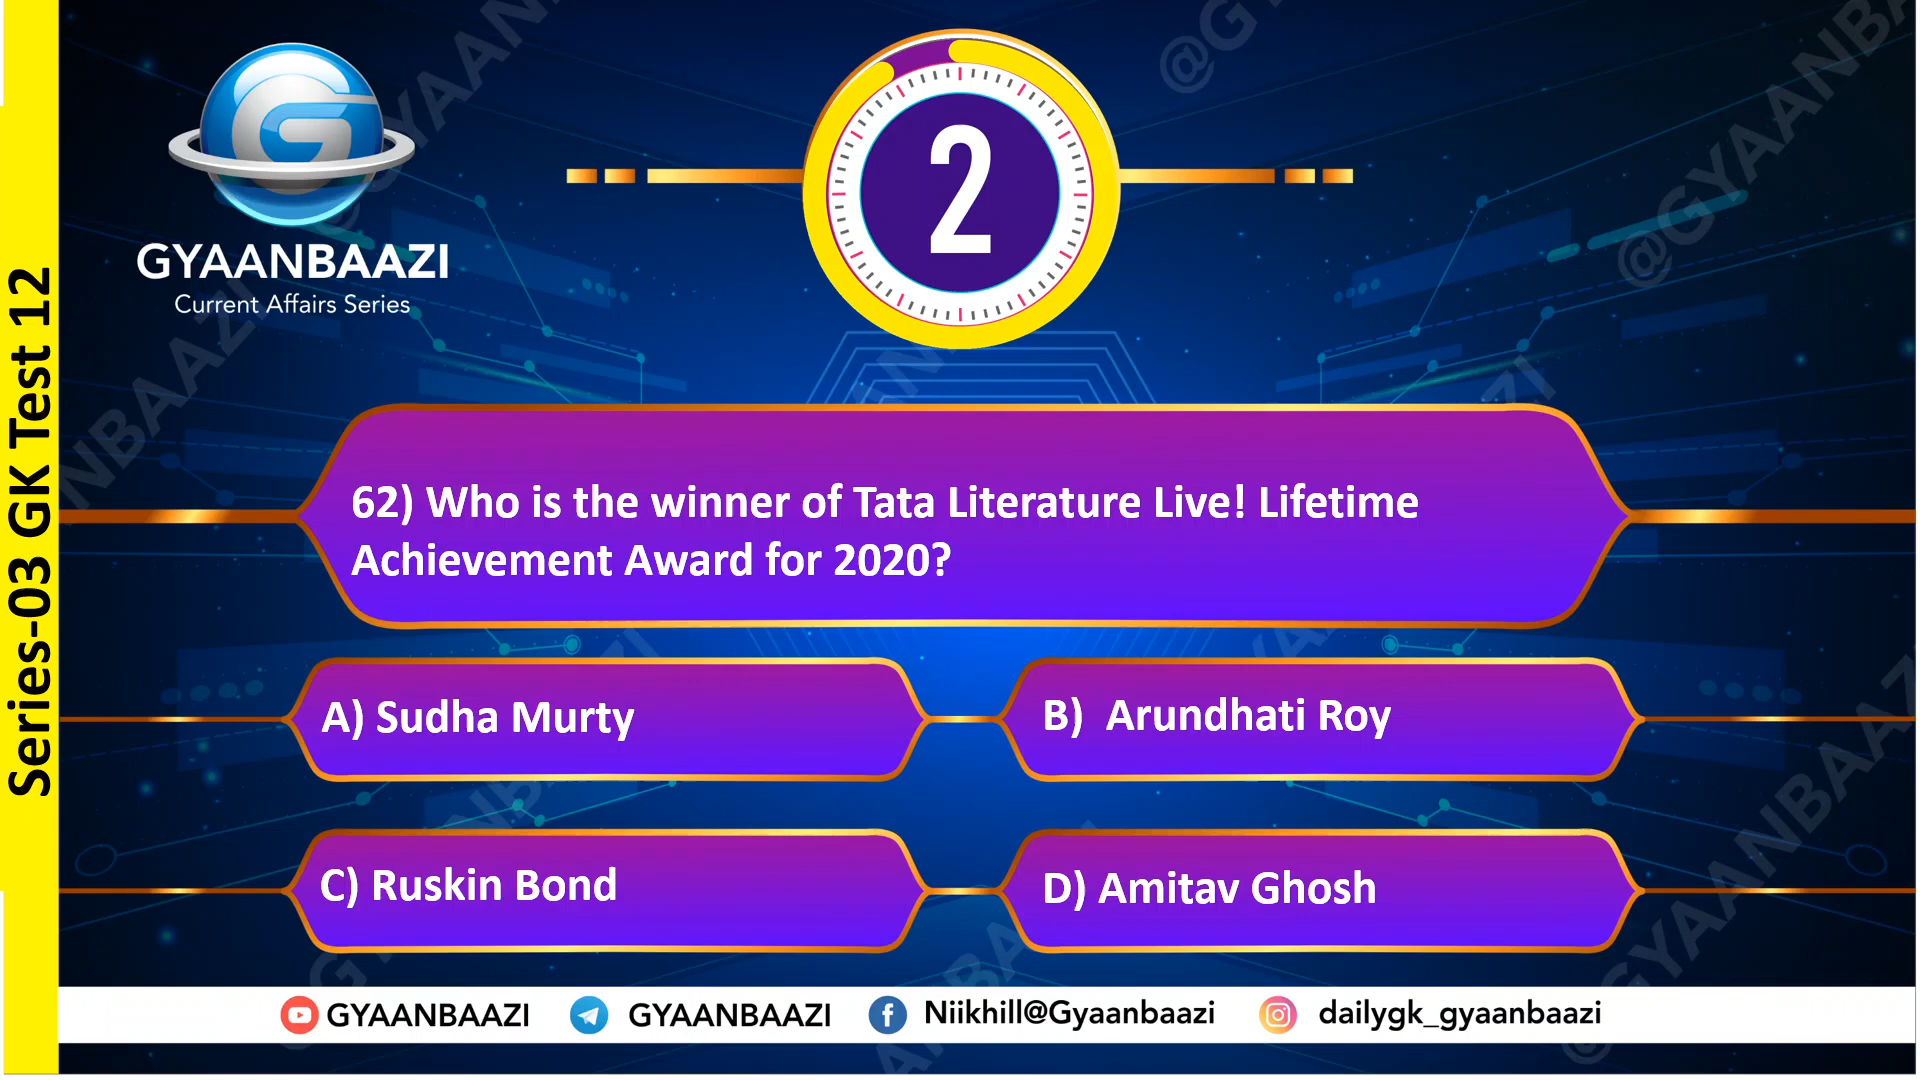 Series-03 GK Test 12
GYAANBAAZI
Current Affairs Series
2
62) Who is the winner of Tata Literature Live! Lifetime
Achievement Award for 2020?
A) Sudha Murty
B) Arundhati Roy
C) Ruskin Bond
D) Amitav Ghosh
GYAANBAAZI GYAANBAAZI Niikhill@Gyaanbaazi dailygk_gyaanbaazi
@GYAANBAAZI